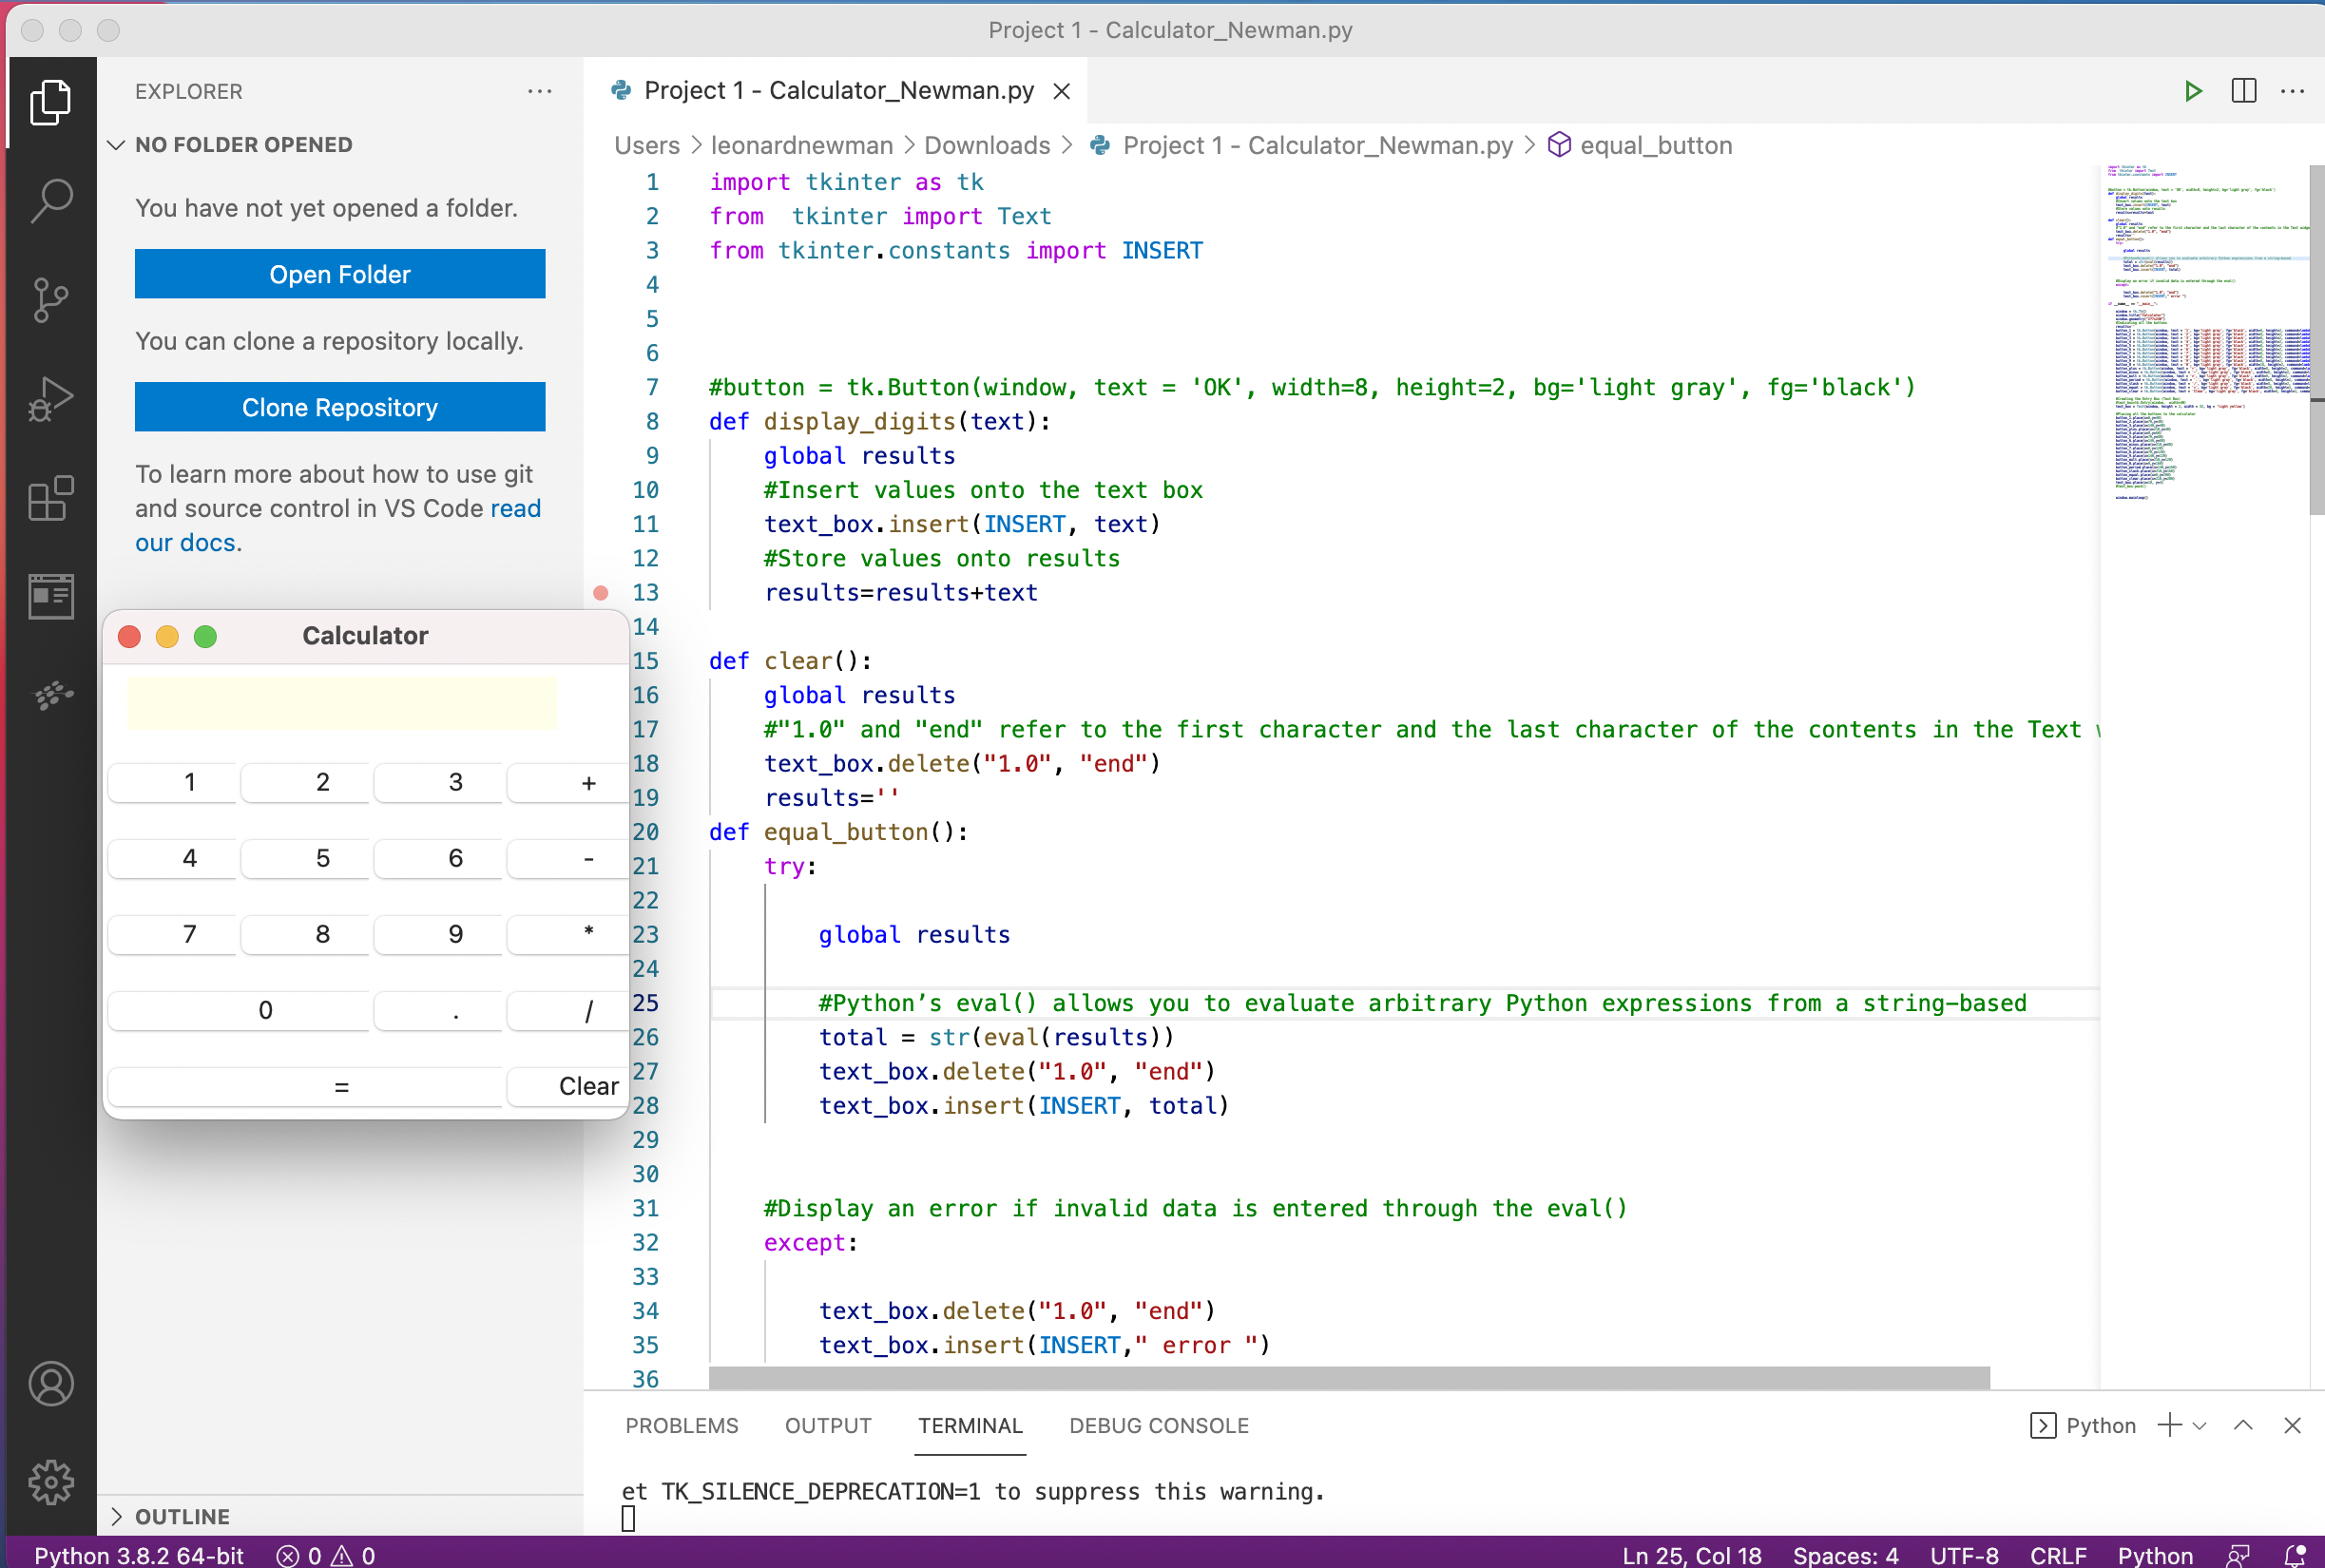 Project 1 - Calculator_Newman.py
EXPLORER
NO FOLDER OPENED
You have not yet opened a folder.
Open Folder
You can clone a repository locally.
Clone Repository
To learn more about how to use git
and source control in VS Code read
our docs.
Calculator
1 2 3 +
4 5 6 -
7 8 9 *
0 . /
= Clear
OUTLINE
Project 1 - Calculator_Newman.py
Users > leonardnewman > Downloads > Project 1 - Calculator_Newman.py > equal_button
1 import tkinter as tk
2 from  tkinter import Text
3 from tkinter.constants import INSERT
4
5
6
7 #button = tk.Button(window, text = 'OK', width=8, height=2, bg='light gray', fg='black')
8 def display_digits(text):
9     global results
10     #Insert values onto the text box
11     text_box.insert(INSERT, text)
12     #Store values onto results
13     results=results+text
14
15 def clear():
16     global results
17     #"1.0" and "end" refer to the first character and the last character of the contents in the Text
18     text_box.delete("1.0", "end")
19     results=''
20 def equal_button():
21     try:
22
23         global results
24
25         #Python’s eval() allows you to evaluate arbitrary Python expressions from a string-based
26         total = str(eval(results))
27         text_box.delete("1.0", "end")
28         text_box.insert(INSERT, total)
29
30
31     #Display an error if invalid data is entered through the eval()
32     except:
33
34         text_box.delete("1.0", "end")
35         text_box.insert(INSERT," error ")
36
PROBLEMS OUTPUT TERMINAL DEBUG CONSOLE
Python
et TK_SILENCE_DEPRECATION=1 to suppress this warning.
Python 3.8.2 64-bit 0 0
Ln 25, Col 18 Spaces: 4 UTF-8 CRLF Python